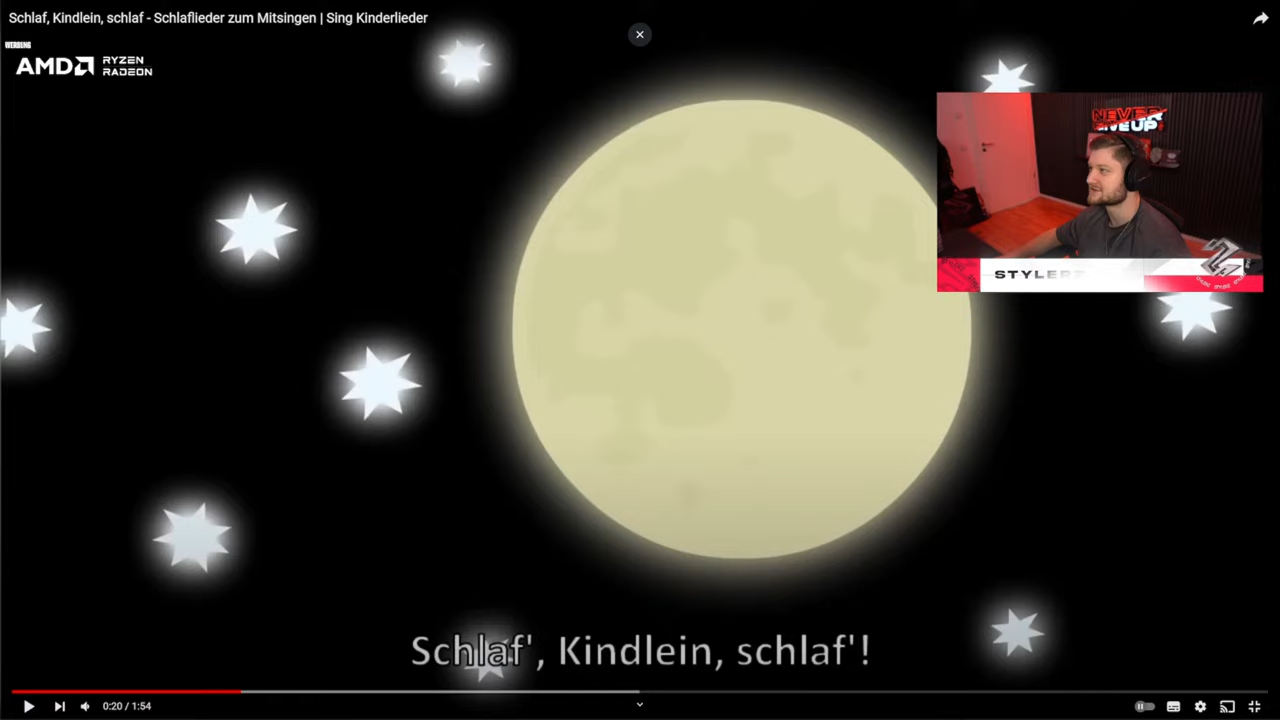 Schlaf, Kindlein, schlaf - Schlaflieder zum Mitsingen | Sing Kinderlieder
WERBUNG
AMD RYZEN
RADEON
NEVER
GIVE UP
STYLER
Schlaf', Kindlein, schlaf'!
0:20 / 1:54